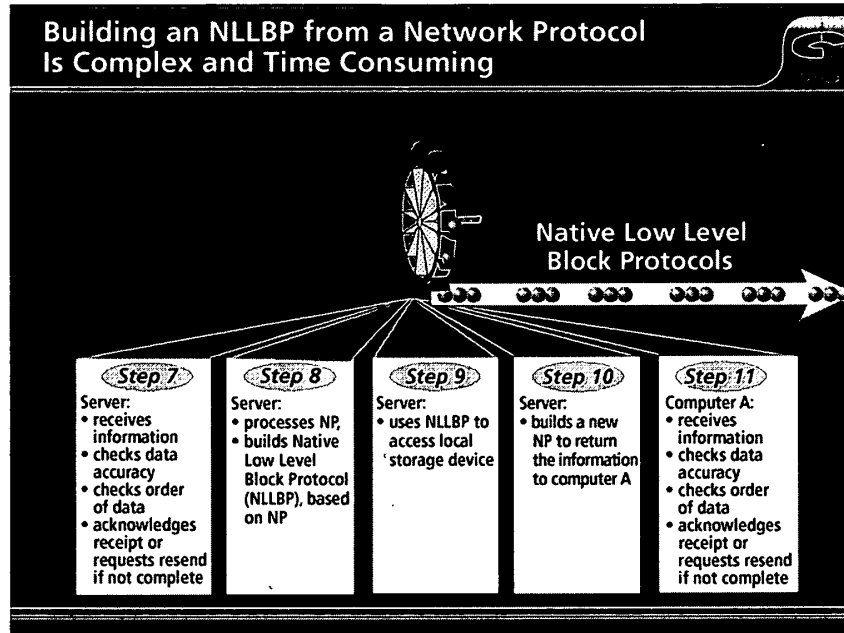 Building an NLLBP from a Network Protocol
Is Complex and Time Consuming
Native Low Level
Block Protocols
Step 7
Server:
• receives
information
• checks data
accuracy
• checks order
of data
• acknowledges
receipt or
requests resend
if not complete
Step 8
Server:
• processes NP,
• builds Native
Low Level
Block Protocol
(NLLBP), based
on NP
Step 9
Server:
• uses NLLBP to
access local
storage device
Step 10
Server:
• builds a new
NP to return
the information
to computer A
Step 11
Computer A:
• receives
information
• checks data
accuracy
• checks order
of data
• acknowledges
receipt or
requests resend
if not complete